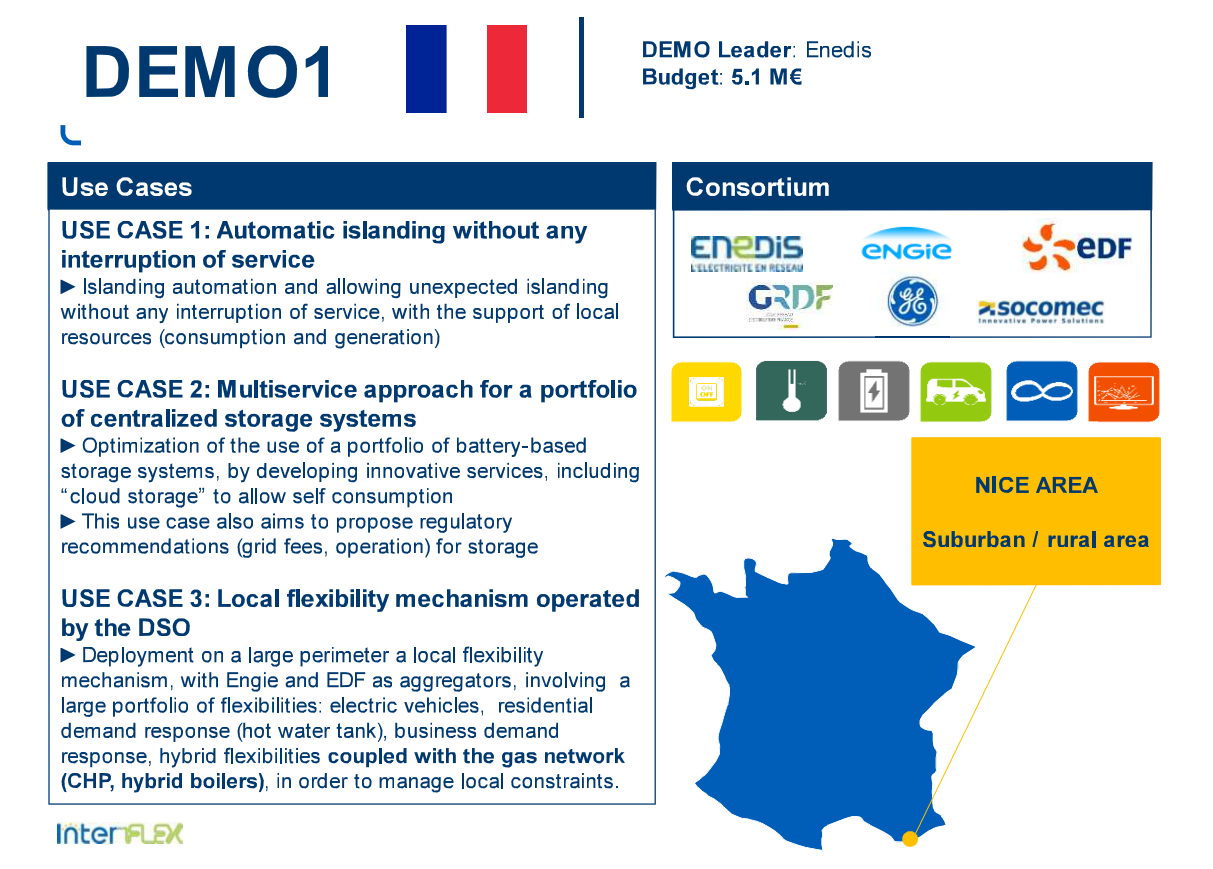 DEMO1
DEMO Leader: Enedis
Budget: 5.1 M€
Use Cases
USE CASE 1: Automatic islanding without any
interruption of service
► Islanding automation and allowing unexpected islanding
without any interruption of service, with the support of local
resources (consumption and generation)
USE CASE 2: Multiservice approach for a portfolio
of centralized storage systems
► Optimization of the use of a portfolio of battery-based
storage systems, by developing innovative services, including
“cloud storage” to allow self consumption
► This use case also aims to propose regulatory
recommendations (grid fees, operation) for storage
USE CASE 3: Local flexibility mechanism operated
by the DSO
► Deployment on a large perimeter a local flexibility
mechanism, with Engie and EDF as aggregators, involving a
large portfolio of flexibilities: electric vehicles, residential
demand response (hot water tank), business demand
response, hybrid flexibilities coupled with the gas network
(CHP, hybrid boilers), in order to manage local constraints.
InterFLEX
Consortium
ENEDIS
L'ELECTRICITE EN RESEAU
ENGIE
eDF
GRDF
GE
socomec
Innovative Power Solutions
ON
OFF
NICE AREA
Suburban / rural area